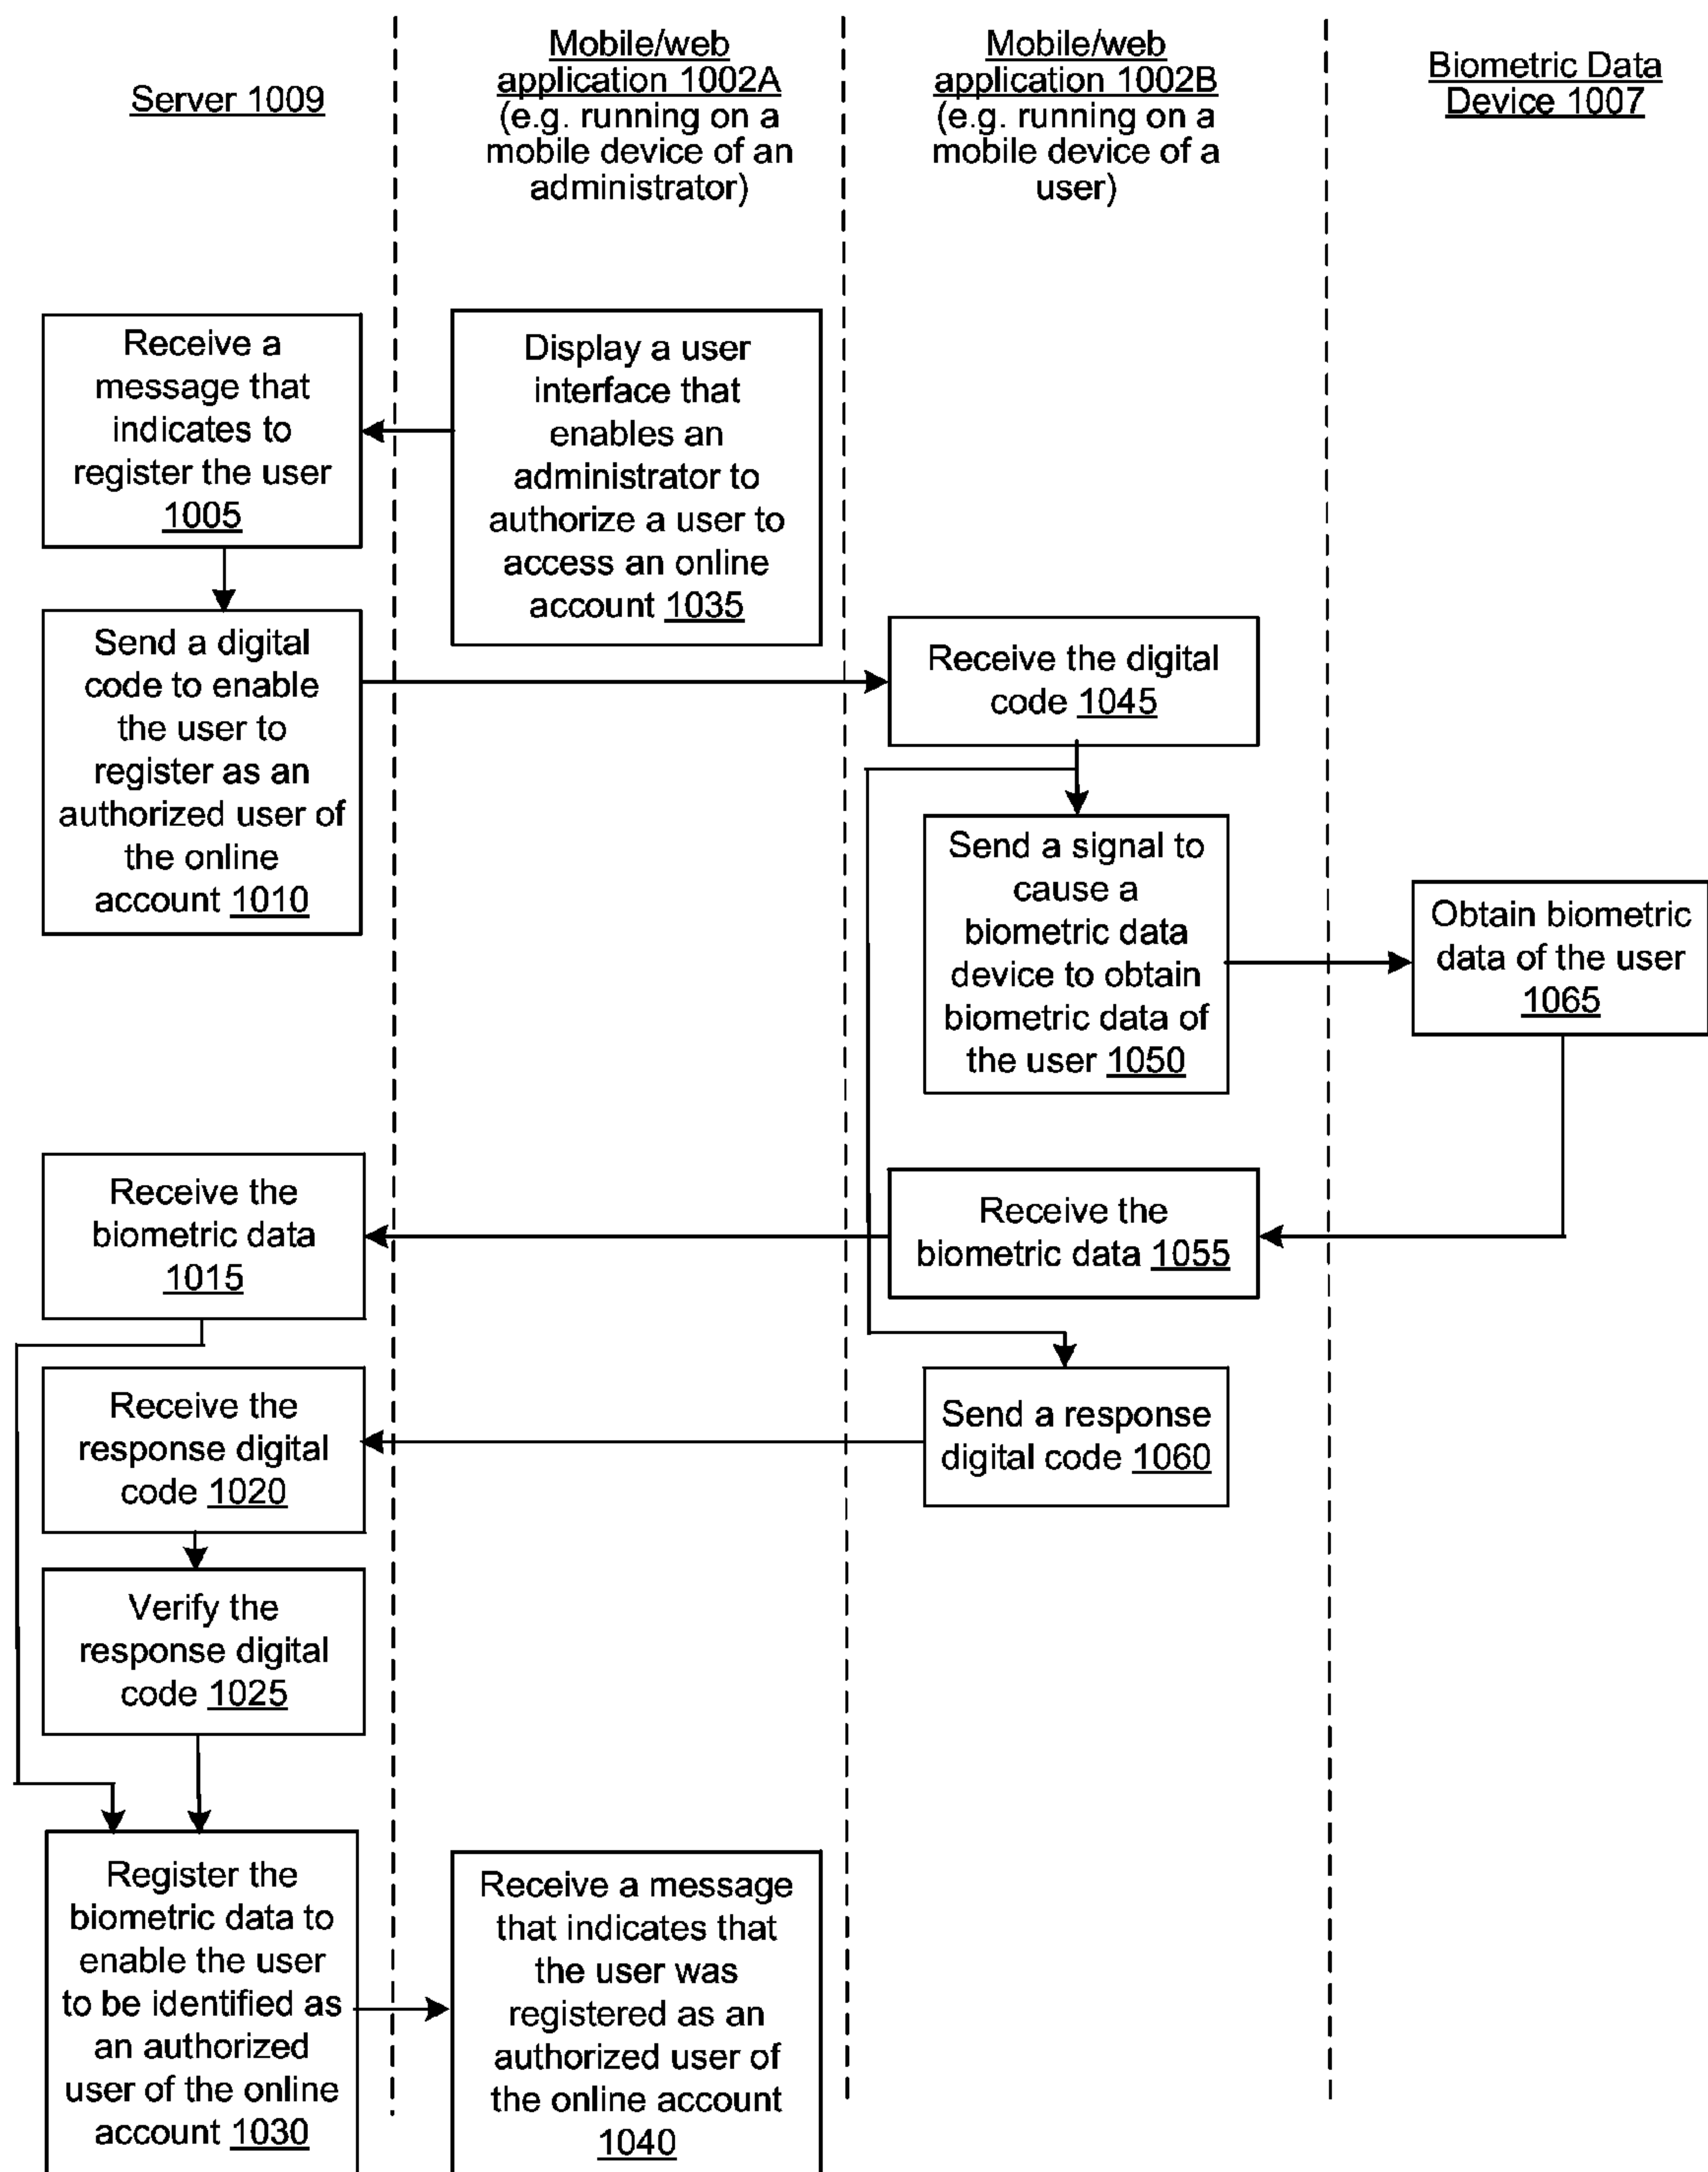 Server 1009
Mobile/web
application 1002A
(e.g. running on a
mobile device of an
administrator)
Mobile/web
application 1002B
(e.g. running on a
mobile device of a
user)
Biometric Data
Device 1007
Receive a
message that
indicates to
register the user
1005
Display a user
interface that
enables an
administrator to
authorize a user to
access an online
account 1035
Send a digital
code to enable
the user to
register as an
authorized user of
the online
account 1010
Receive the digital
code 1045
Send a signal to
cause a
biometric data
device to obtain
biometric data of
the user 1050
Obtain biometric
data of the user
1065
Receive the
biometric data
1015
Receive the
biometric data 1055
Receive the
response digital
code 1020
Send a response
digital code 1060
Verify the
response digital
code 1025
Register the
biometric data to
enable the user
to be identified as
an authorized
user of the online
account 1030
Receive a message
that indicates that
the user was
registered as an
authorized user of
the online account
1040